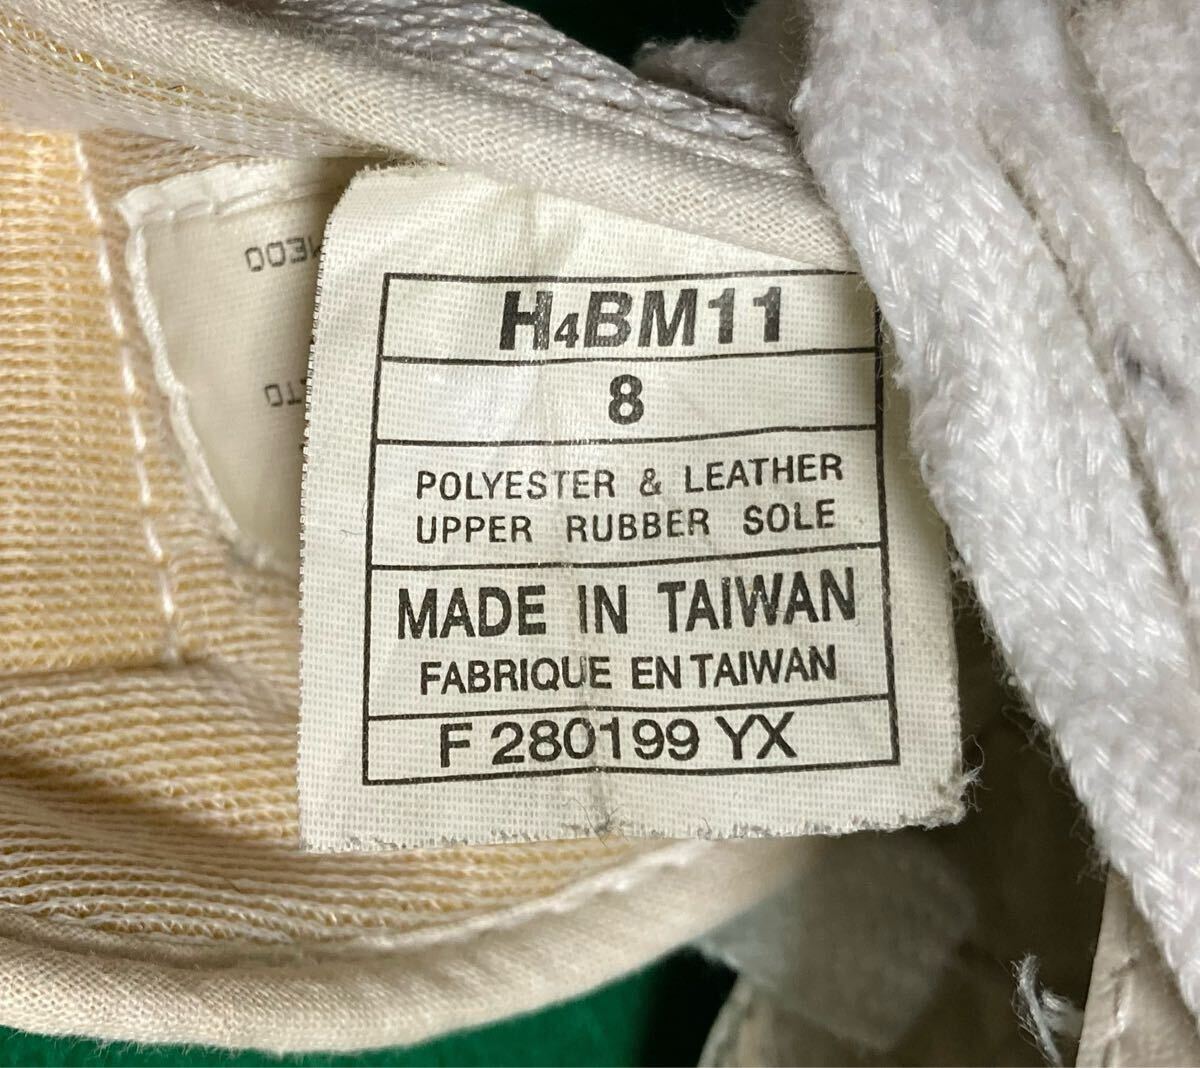 H4BM11
8
POLYESTER & LEATHER
UPPER RUBBER SOLE
MADE IN TAIWAN
FABRIQUE EN TAIWAN
F 280199 YX